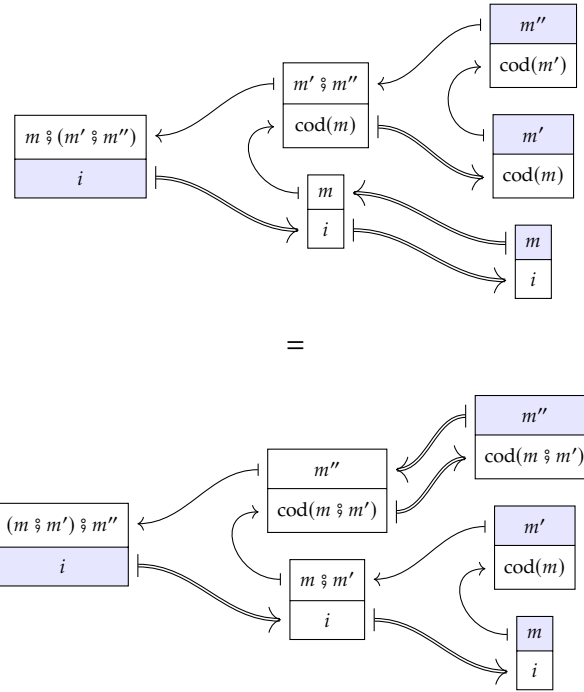 m″
cod(m′)
m′ ⨟ m″
cod(m)
m′
cod(m)
m ⨟ (m′ ⨟ m″)
i
m
i
m
i
=
m″
cod(m ⨟ m′)
m″
cod(m ⨟ m′)
(m ⨟ m′) ⨟ m″
i
m′
cod(m)
m ⨟ m′
i
m
i